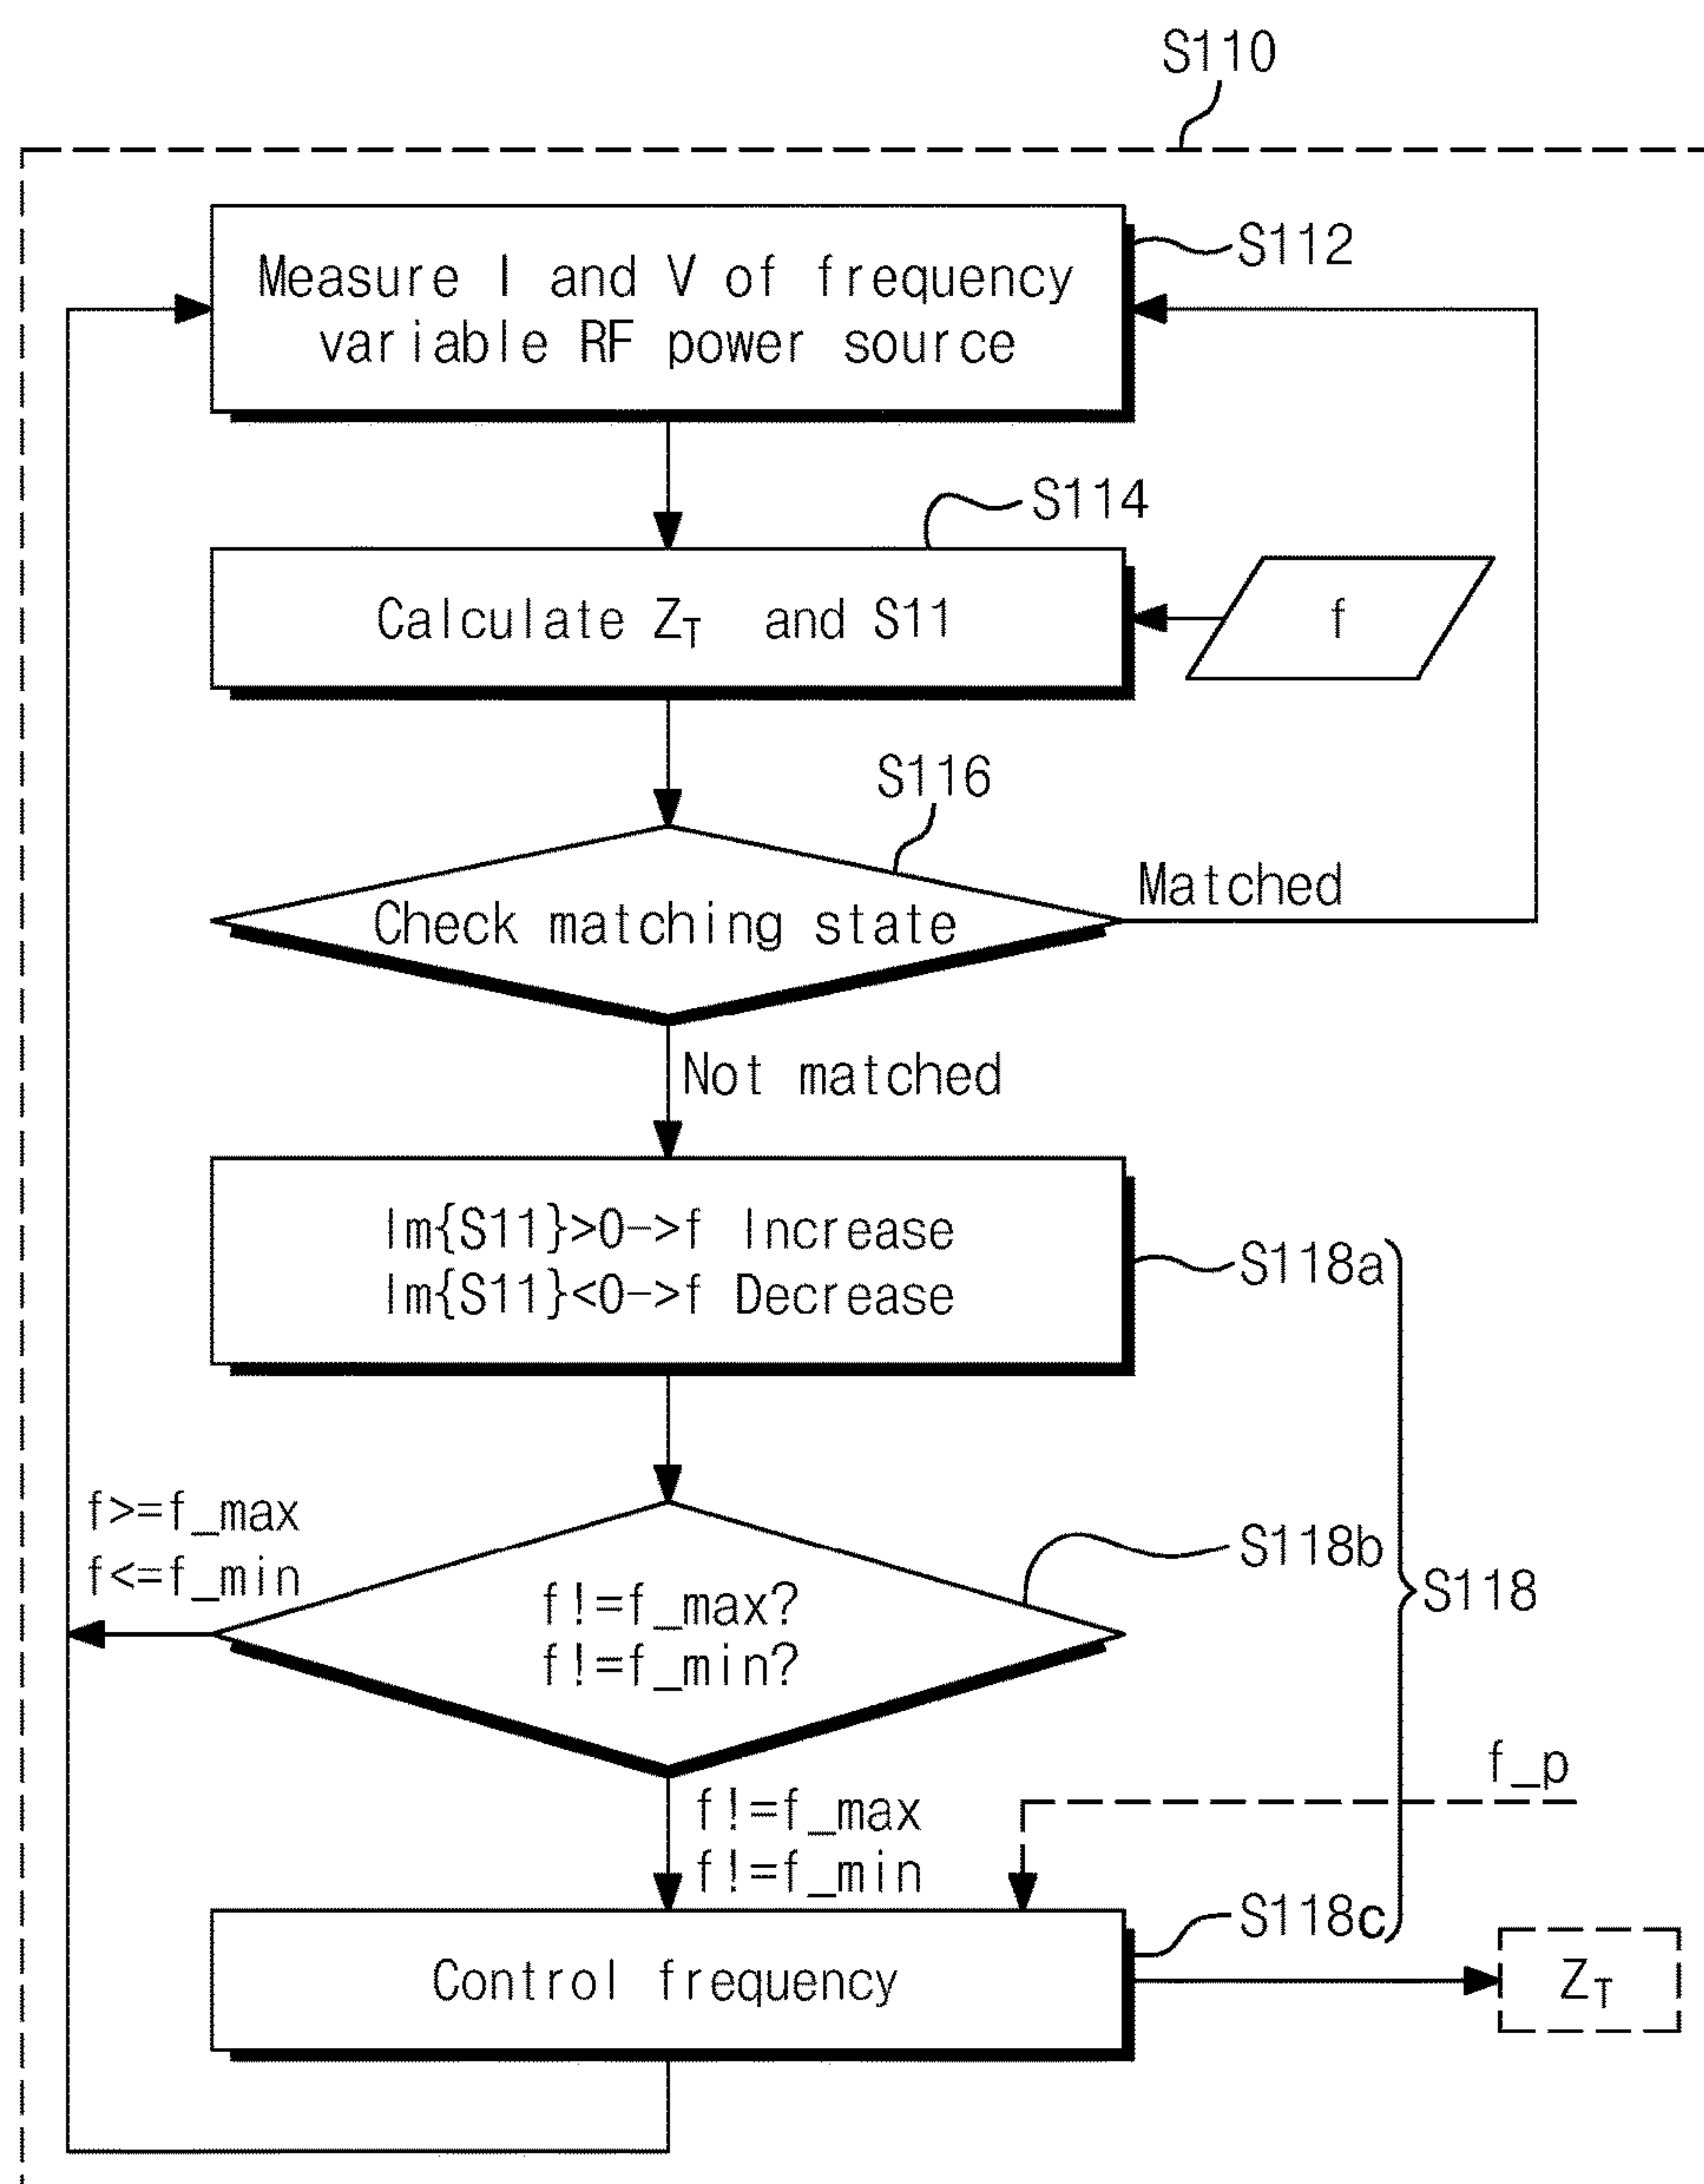 S110
Measure I and V of frequency
variable RF power source
S112
S114
Calculate ZT and S11
f
S116
Check matching state
Matched
Not matched
Im{S11}>0->f Increase
Im{S11}<0->f Decrease
S118a
f>=f_max
f<=f_min
f!=f_max?
f!=f_min?
S118b
S118
f!=f_max
f!=f_min
f_p
S118c
Control frequency
ZT